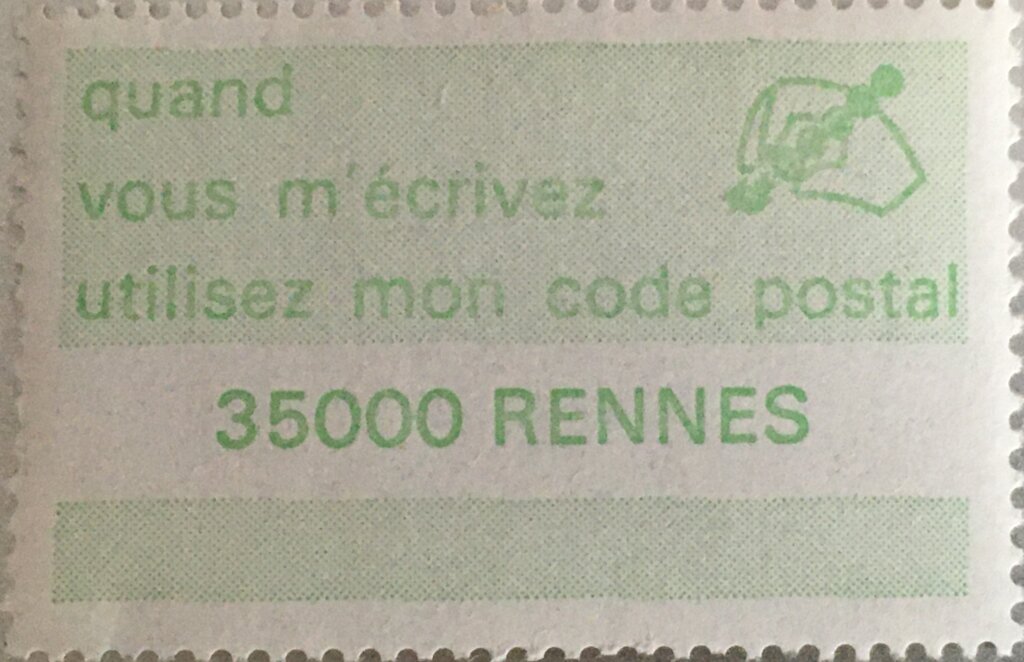 quand
vous m'écrivez
utilisez mon code postal
35000 RENNES